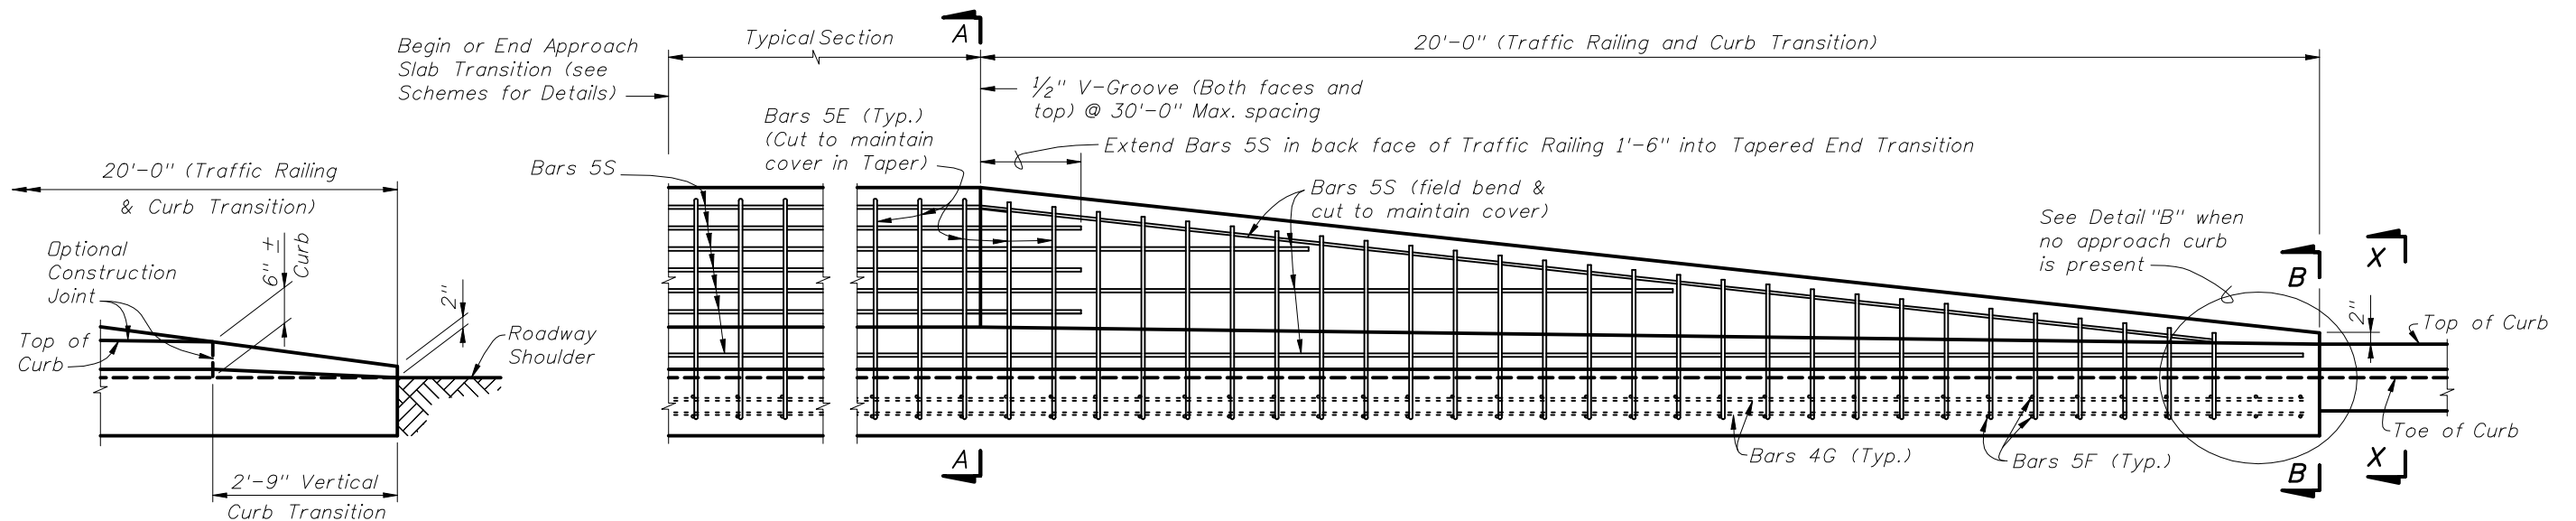 Begin or End Approach
Slab Transition (see
Schemes for Details)
Typical Section
A
20'-0" (Traffic Railing and Curb Transition)
1/2" V-Groove (Both faces and
top) @ 30'-0" Max. spacing
Bars 5E (Typ.)
(Cut to maintain
cover in Taper)
Extend Bars 5S in back face of Traffic Railing 1'-6" into Tapered End Transition
Bars 5S
Bars 5S (field bend &
cut to maintain cover)
See Detail "B" when
no approach curb
is present
B
X
2"
Top of Curb
20'-0" (Traffic Railing
& Curb Transition)
Optional
Construction
Joint
6" ±
Curb
2"
Top of
Curb
Roadway
Shoulder
2'-9" Vertical
Curb Transition
A
Bars 4G (Typ.)
Bars 5F (Typ.)
B
X
Toe of Curb